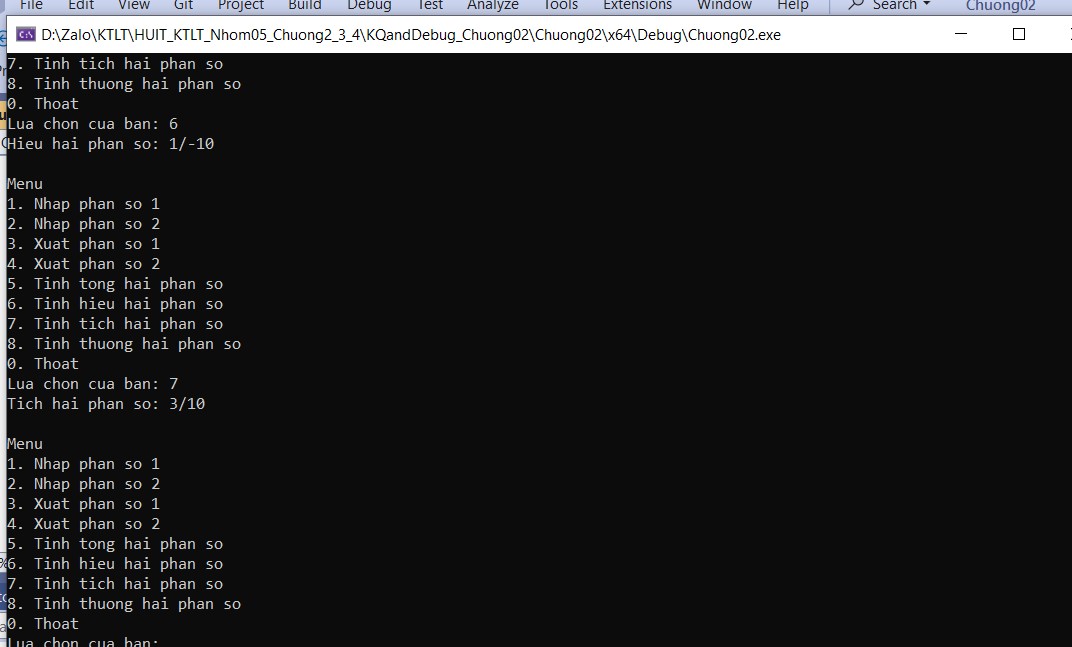 File Edit View Git Project Build Debug Test Analyze Tools Extensions Window Help Search Chuong02
D:\Zalo\KTLT\HUIT_KTLT_Nhom05_Chuong2_3_4\KQandDebug_Chuong02\Chuong02\x64\Debug\Chuong02.exe
7. Tinh tich hai phan so
8. Tinh thuong hai phan so
0. Thoat
Lua chon cua ban: 6
Hieu hai phan so: 1/-10
Menu
1. Nhap phan so 1
2. Nhap phan so 2
3. Xuat phan so 1
4. Xuat phan so 2
5. Tinh tong hai phan so
6. Tinh hieu hai phan so
7. Tinh tich hai phan so
8. Tinh thuong hai phan so
0. Thoat
Lua chon cua ban: 7
Tich hai phan so: 3/10
Menu
1. Nhap phan so 1
2. Nhap phan so 2
3. Xuat phan so 1
4. Xuat phan so 2
5. Tinh tong hai phan so
6. Tinh hieu hai phan so
7. Tinh tich hai phan so
8. Tinh thuong hai phan so
0. Thoat
Lua chon cua ban: